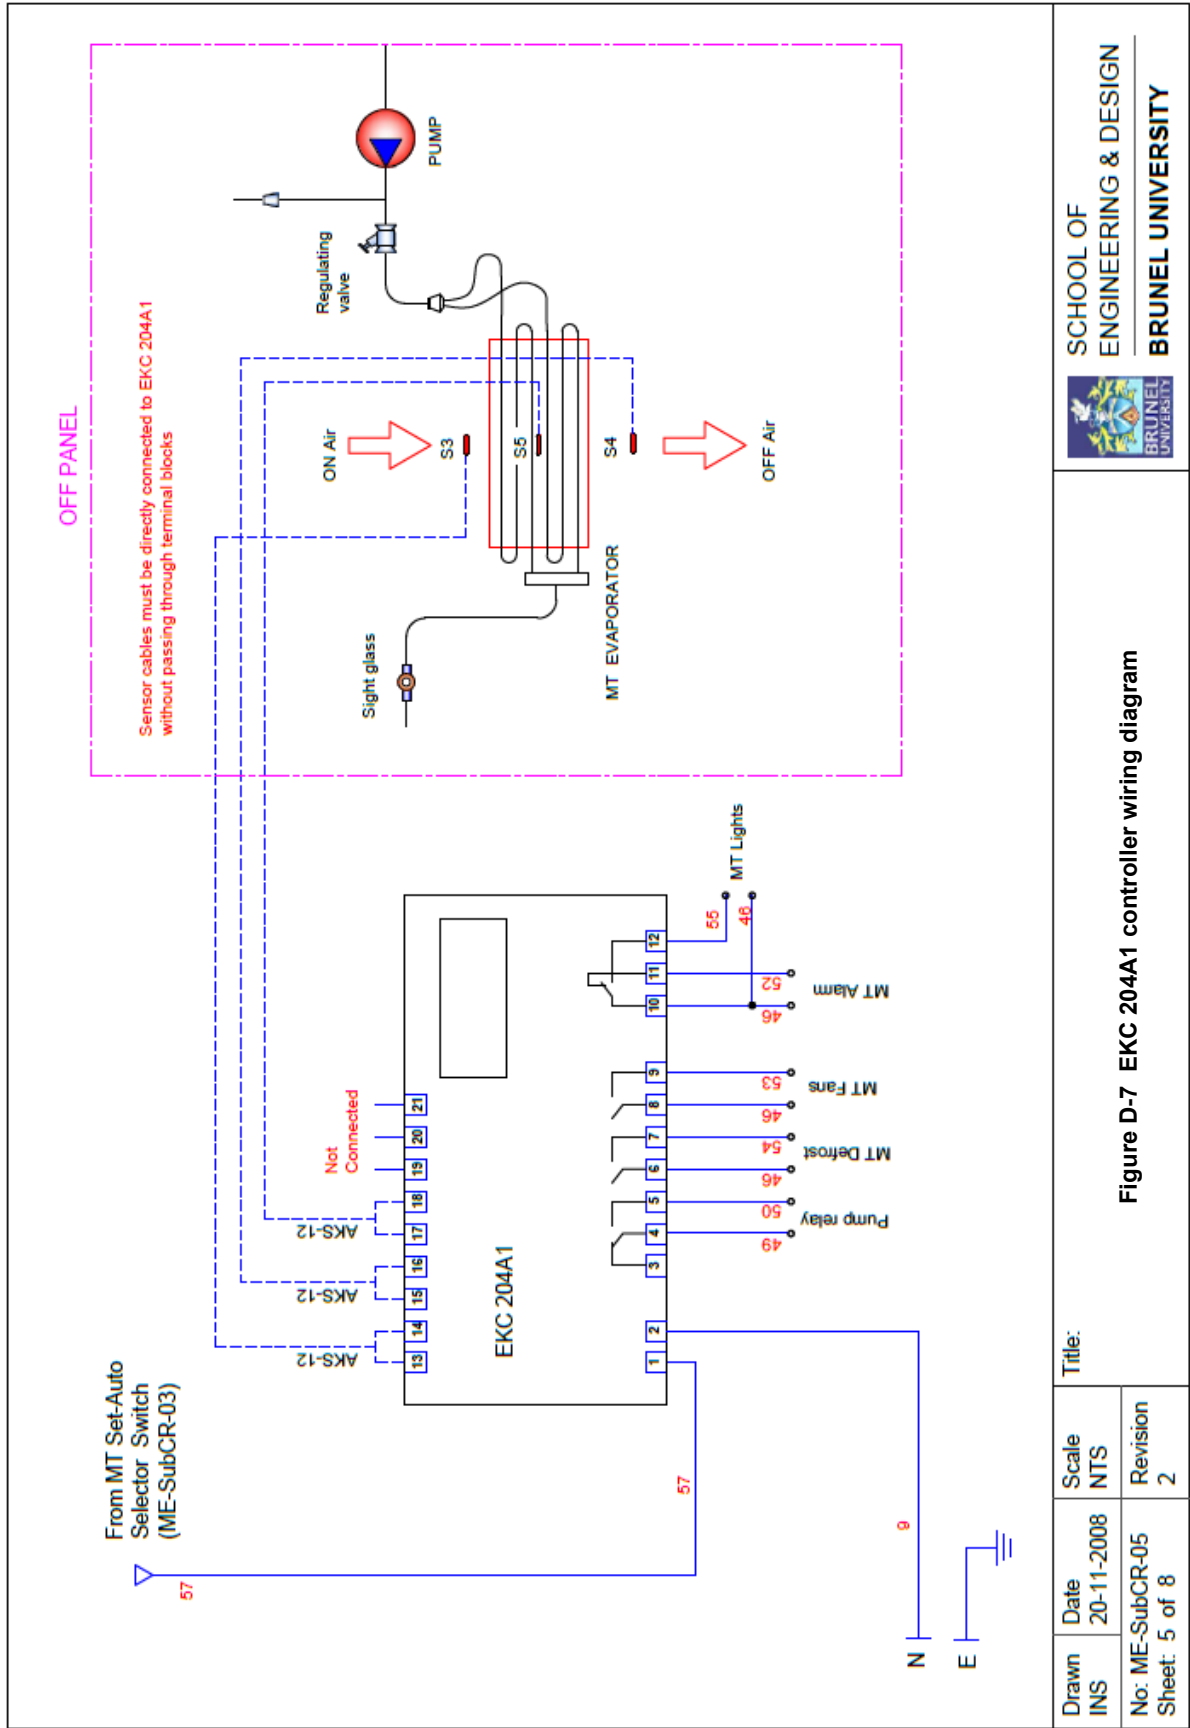 OFF PANEL
Sensor cables must be directly connected to EKC 204A1
without passing through terminal blocks
From MT Set-Auto
Selector Switch
(ME-SubCR-03)
57
AKS-12
AKS-12
AKS-12
Not
Connected
13
14
15
16
17
18
19
20
21
EKC 204A1
1
2
3
4
5
6
7
8
9
10
11
12
57
9
N
E
49
50
46
54
46
53
46
52
46
55
Pump relay
MT Defrost
MT Fans
MT Alarm
MT Lights
Sight glass
MT EVAPORATOR
ON Air
S3
S5
S4
OFF Air
Regulating
valve
PUMP
Drawn
INS
Date
20-11-2008
Scale
NTS
No: ME-SubCR-05
Sheet: 5 of 8
Revision
2
Title:
Figure D-7 EKC 204A1 controller wiring diagram
BRUNEL
UNIVERSITY
SCHOOL OF
ENGINEERING & DESIGN
BRUNEL UNIVERSITY